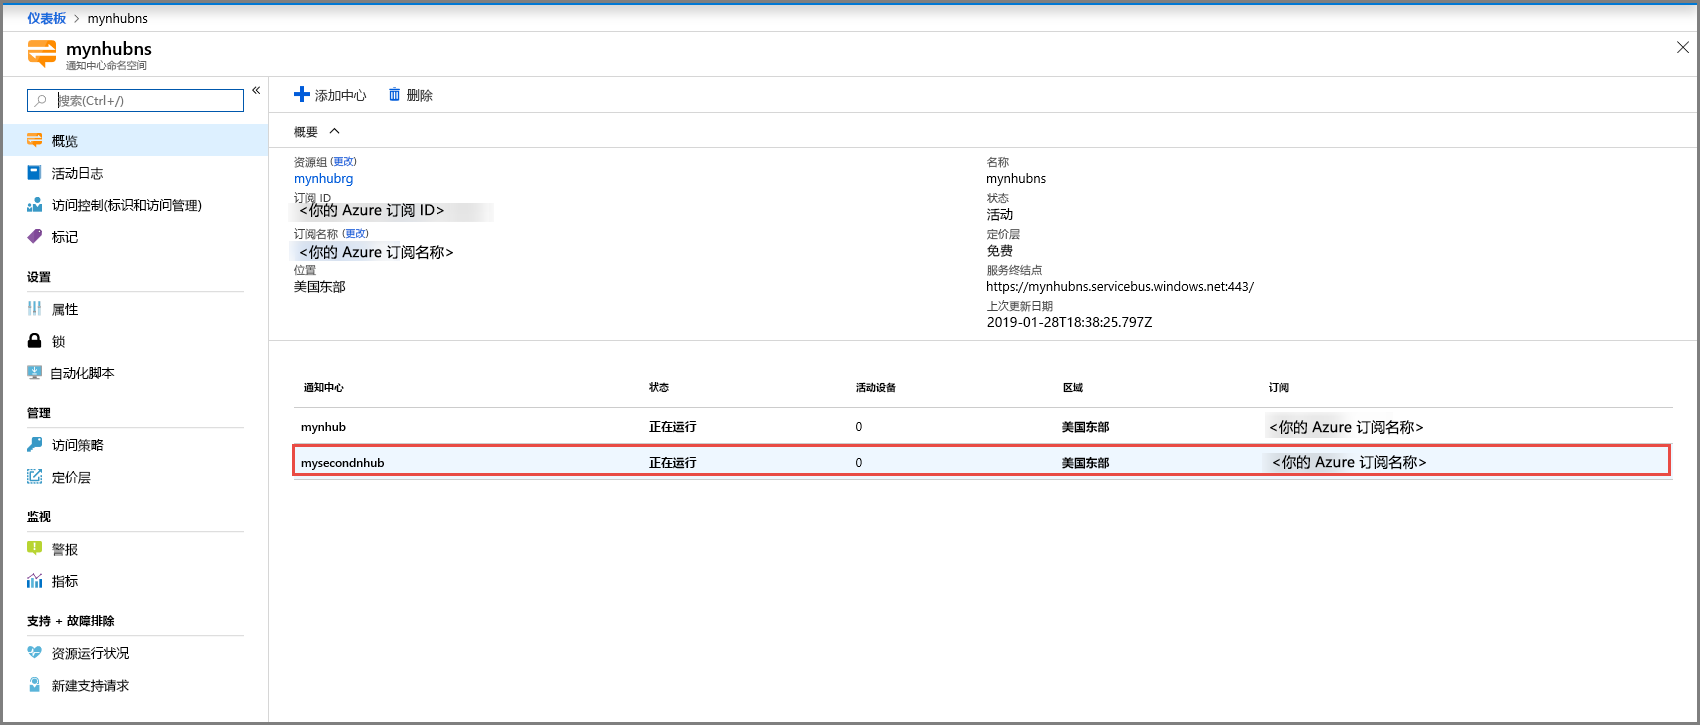 仪表板 > mynhubns
mynhubns
通知中心命名空间
搜索(Ctrl+/)
«
概览
活动日志
访问控制(标识和访问管理)
标记
设置
属性
锁
自动化脚本
管理
访问策略
定价层
监视
警报
指标
支持 + 故障排除
资源运行状况
新建支持请求
添加中心 删除
概要
资源组 (更改)
mynhubrg
订阅 ID
<你的 Azure 订阅 ID>
订阅名称 (更改)
<你的 Azure 订阅名称>
位置
美国东部
名称
mynhubns
状态
活动
定价层
免费
服务终结点
https://mynhubns.servicebus.windows.net:443/
上次更新日期
2019-01-28T18:38:25.797Z
通知中心 状态 活动设备 区域 订阅
mynhub 正在运行 0 美国东部 <你的 Azure 订阅名称>
mysecondnhub 正在运行 0 美国东部 <你的 Azure 订阅名称>